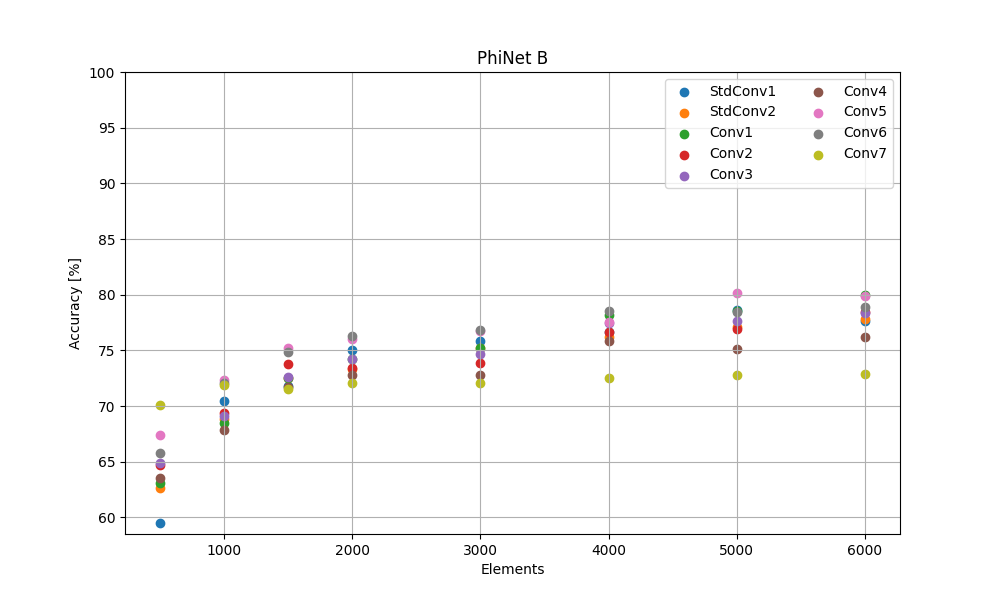 PhiNet B
Accuracy [%]
100
95
90
85
80
75
70
65
60
StdConv1
StdConv2
Conv1
Conv2
Conv3
Conv4
Conv5
Conv6
Conv7
1000 2000 3000 4000 5000 6000
Elements